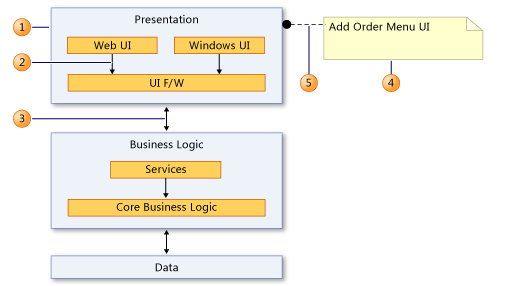 Presentation
1
Add Order Menu UI
Web UI
Windows UI
2
UI F/W
5
4
3
Business Logic
Services
Core Business Logic
Data